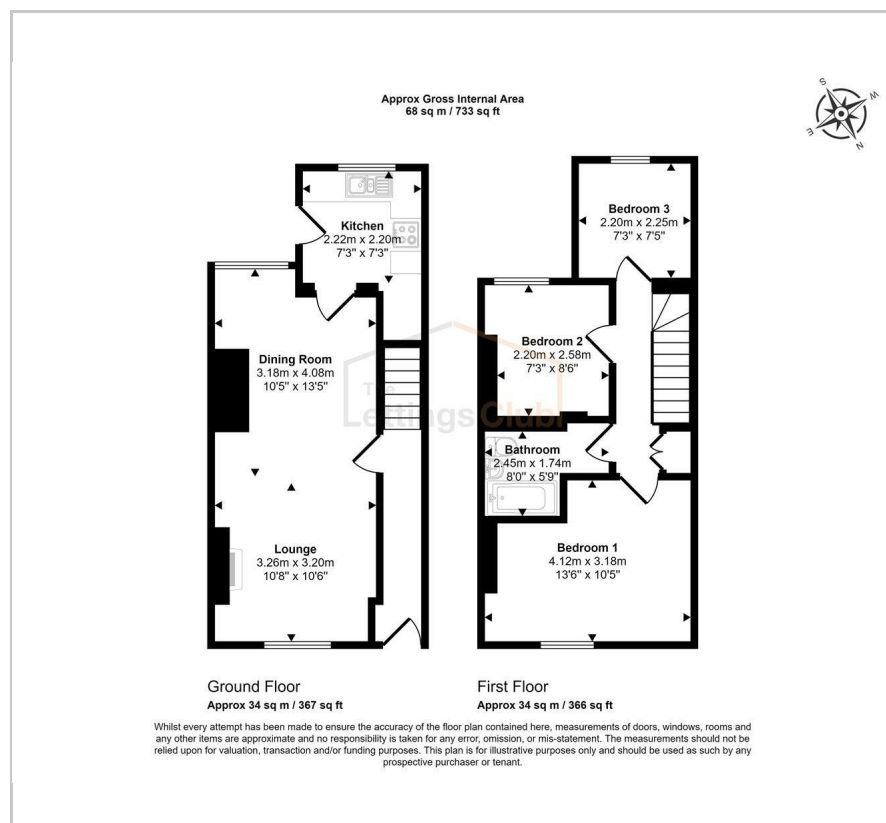 Approx Gross Internal Area
68 sq m / 733 sq ft
S
W
E
N
Kitchen
2.22m x 2.20m
7'3" x 7'3"
Dining Room
3.18m x 4.08m
10'5" x 13'5"
Lounge
3.26m x 3.20m
10'8" x 10'6"
Bedroom 3
2.20m x 2.25m
7'3" x 7'5"
Bedroom 2
2.20m x 2.58m
7'3" x 8'6"
Bathroom
2.45m x 1.74m
8'0" x 5'9"
Bedroom 1
4.12m x 3.18m
13'6" x 10'5"
The
Lettings Club
Ground Floor
Approx 34 sq m / 367 sq ft
First Floor
Approx 34 sq m / 366 sq ft
Whilst every attempt has been made to ensure the accuracy of the floor plan contained here, measurements of doors, windows, rooms and
any other items are approximate and no responsibility is taken for any error, omission, or mis-statement. The measurements should not be
relied upon for valuation, transaction and/or funding purposes. This plan is for illustrative purposes only and should be used as such by any
prospective purchaser or tenant.